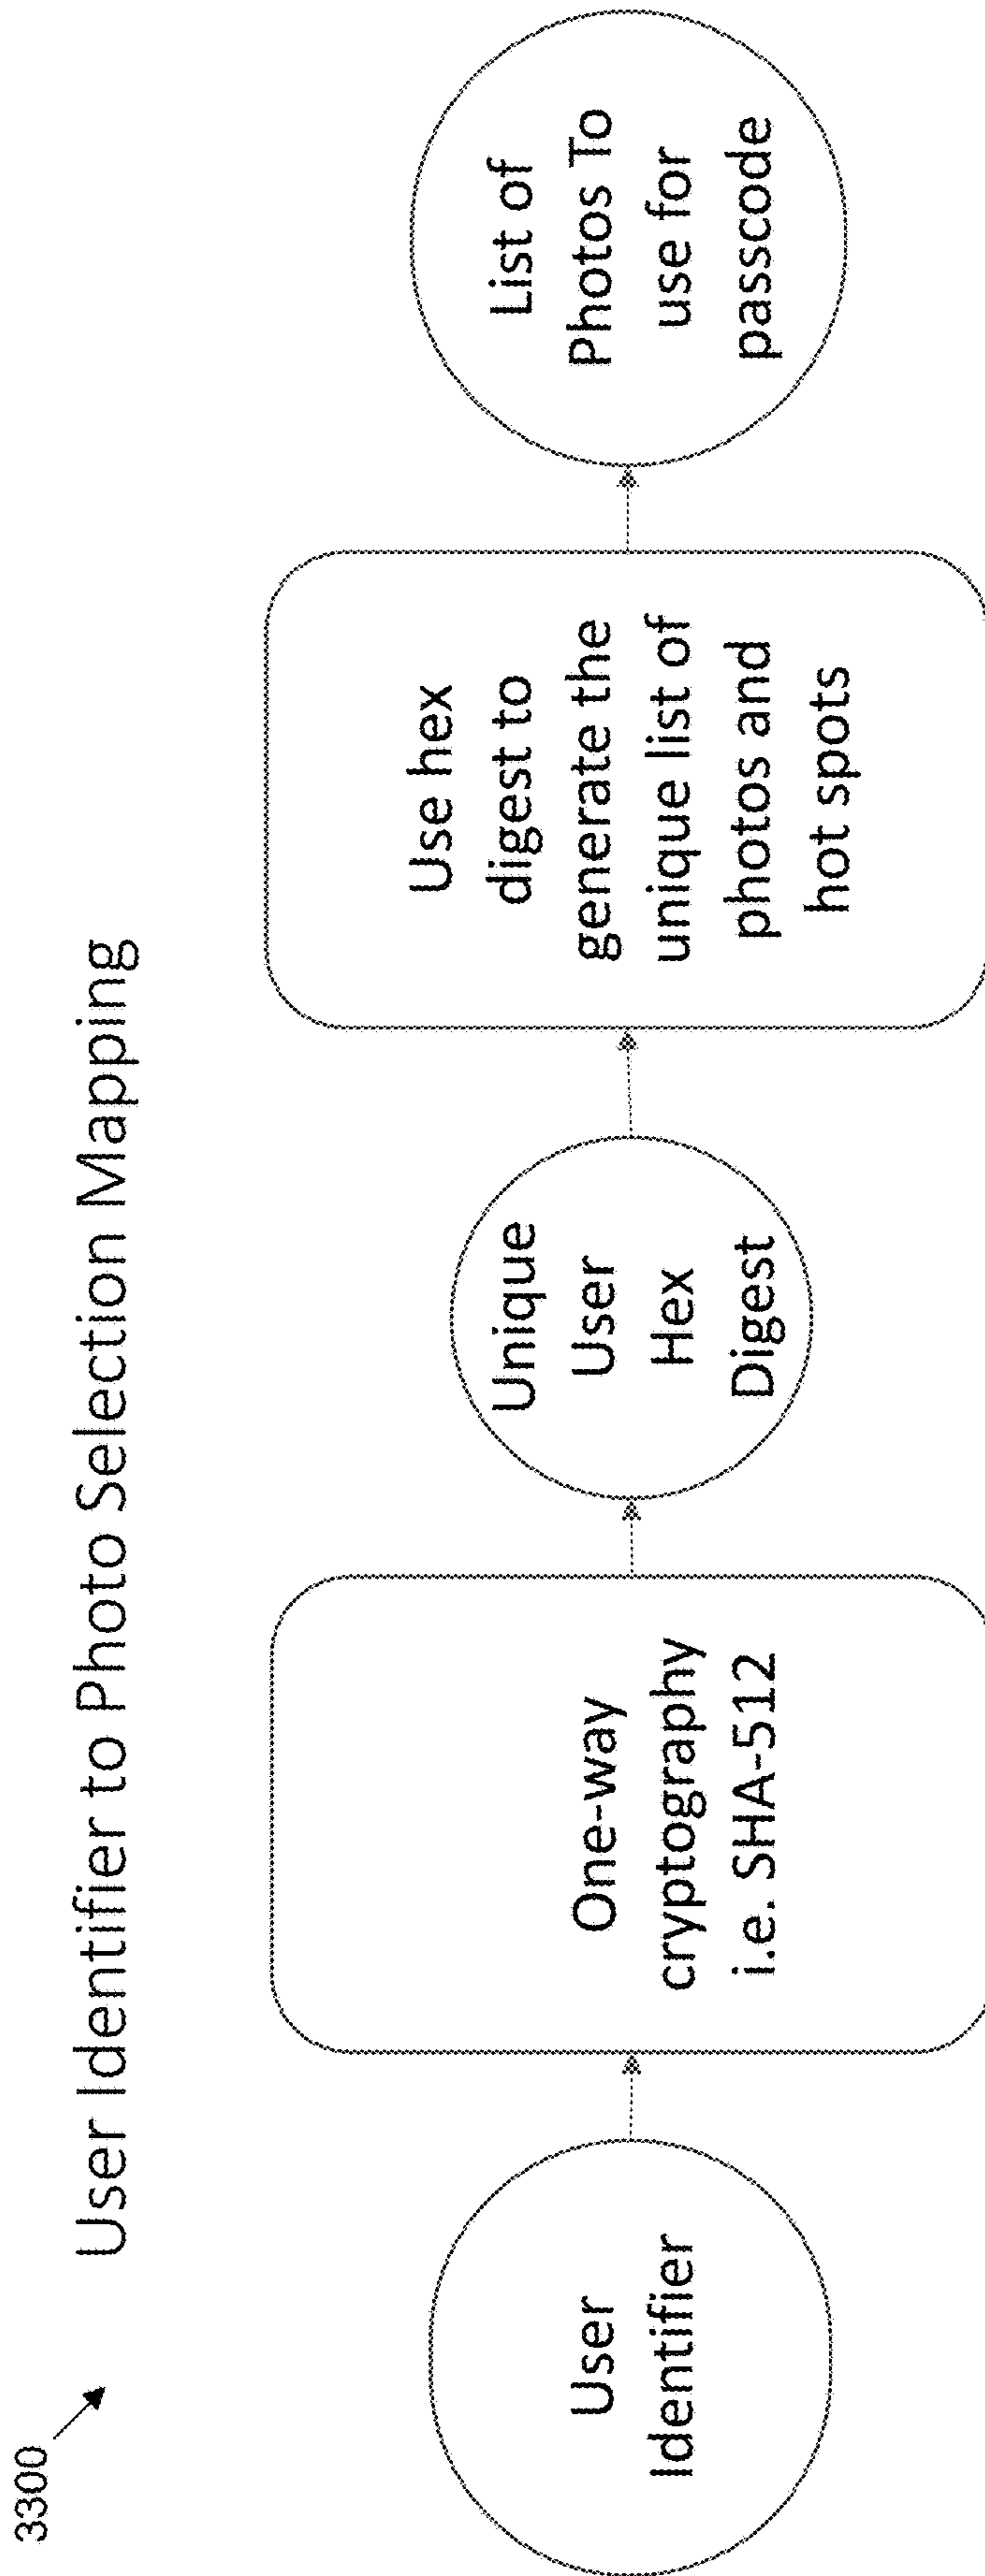 3300
User Identifier to Photo Selection Mapping
User
Identifier
One-way
cryptography
i.e. SHA-512
Unique
User
Hex
Digest
Use hex
digest to
generate the
unique list of
photos and
hot spots
List of
Photos To
use for
passcode